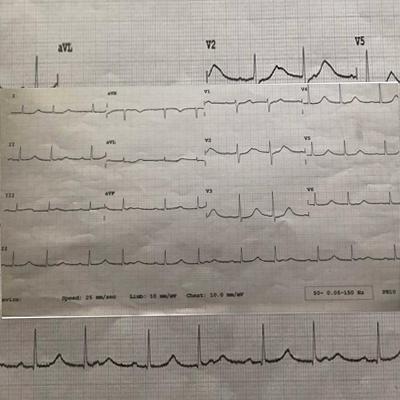 aVL V2 V5
I aVR V1 V4
II aVL V2 V5
III aVF V3 V6
II
Speed: 25 mm/sec Limb: 10 mm/mV Chest: 10.0 mm/mV 50~ 0.05-150 Hz